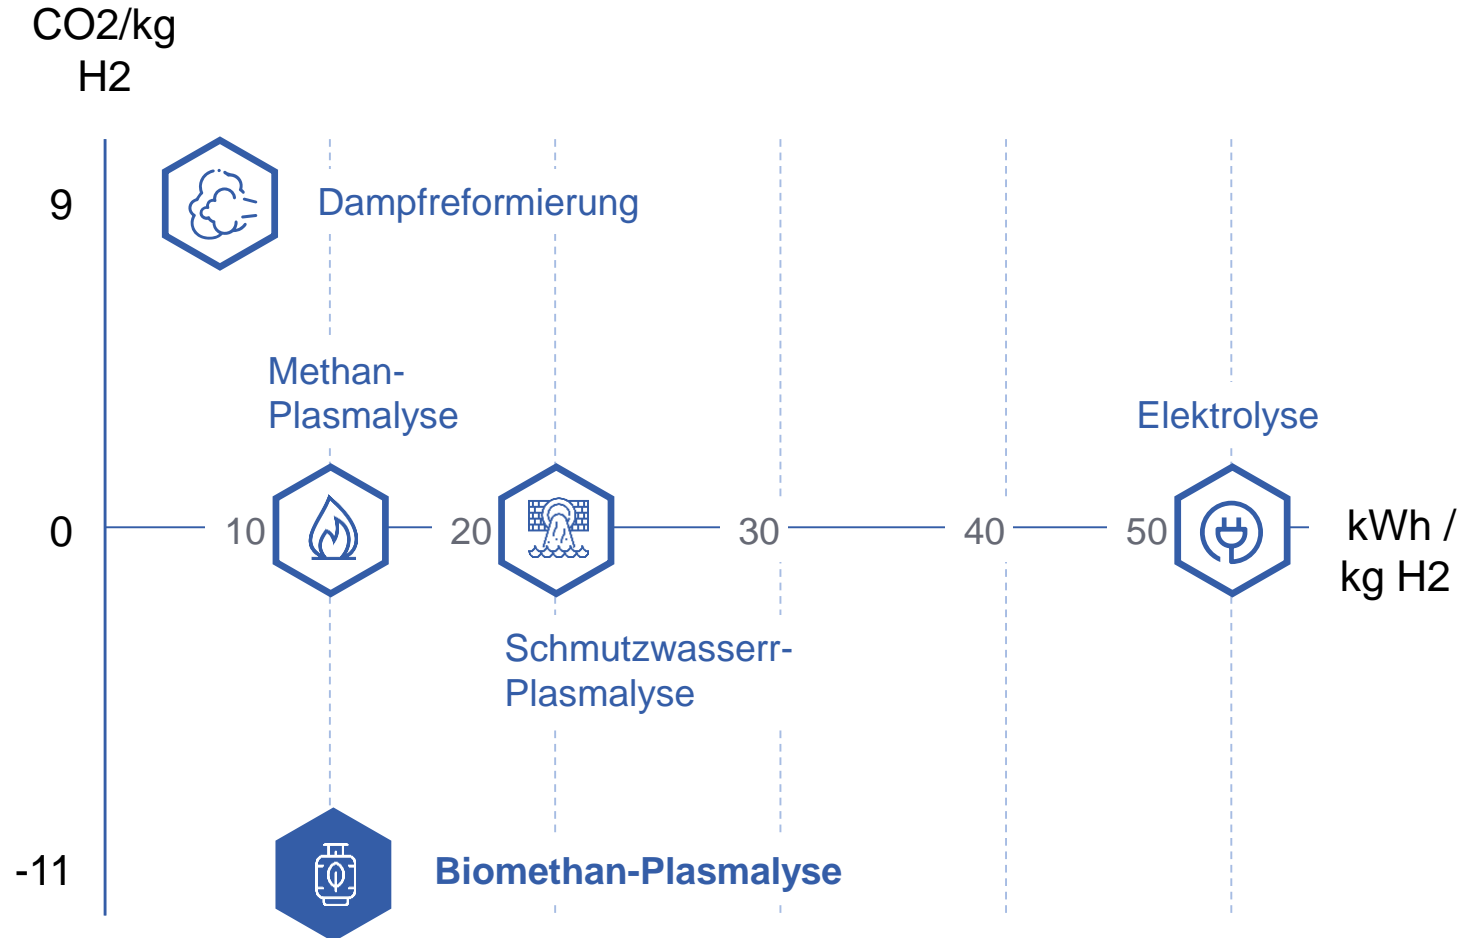 CO2/kg
H2
9
Dampfreformierung
Methan-
Plasmalyse
Elektrolyse
0
10
20
30
40
50
kWh /
kg H2
Schmutzwasserr-
Plasmalyse
-11
Biomethan-Plasmalyse